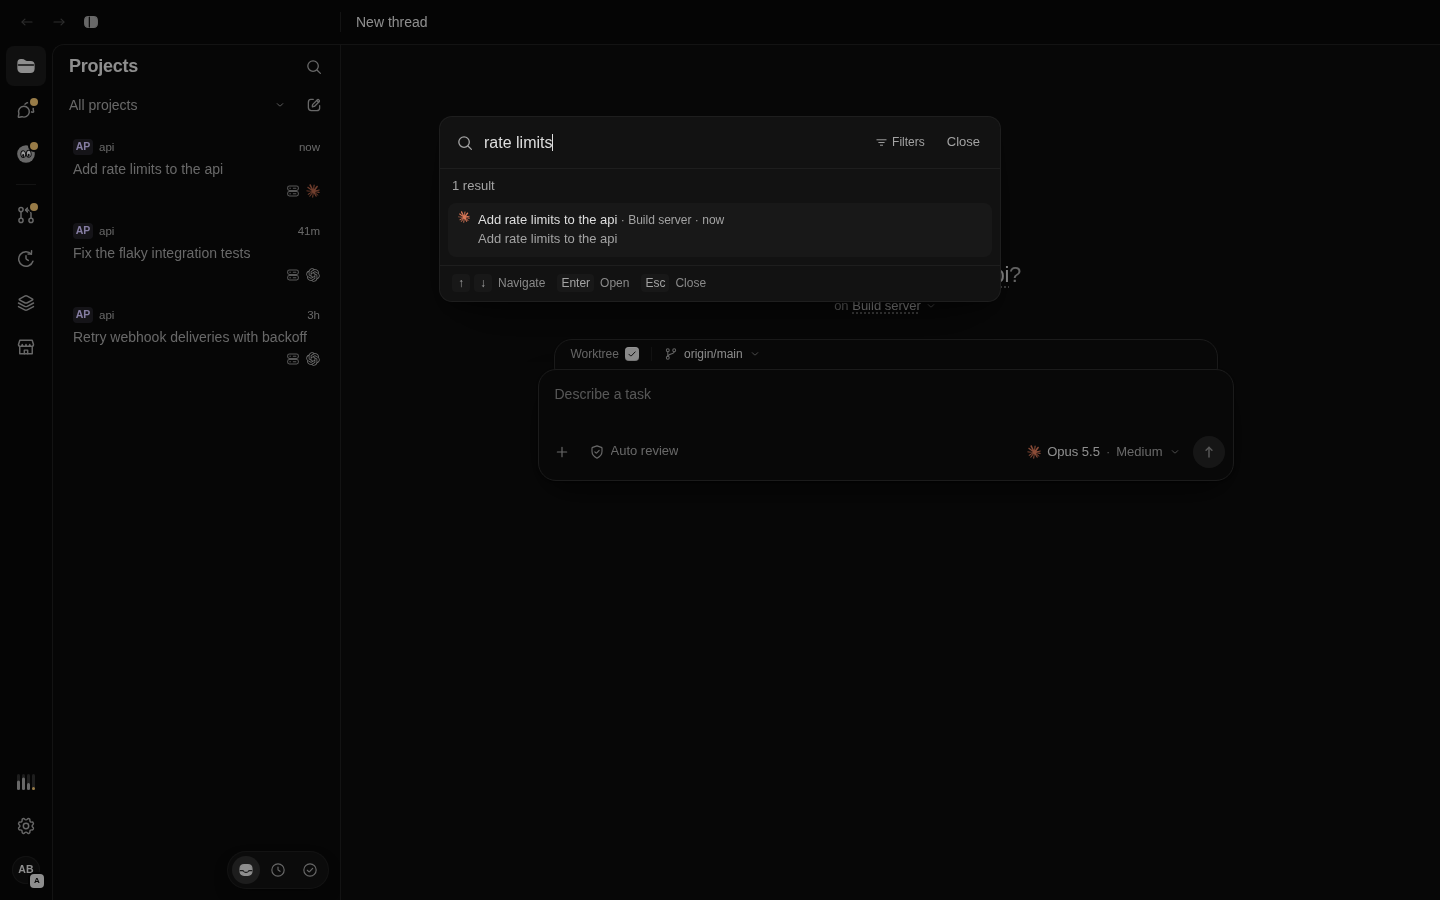 New thread
Projects
All projects
AP api now
Add rate limits to the api
AP api 41m
Fix the flaky integration tests
AP api 3h
Retry webhook deliveries with backoff
rate limits
Filters Close
1 result
Add rate limits to the api · Build server · now
Add rate limits to the api
↑ ↓ Navigate Enter Open Esc Close
pi?
on Build server
Worktree origin/main
Describe a task
Auto review
Opus 5.5 · Medium
AB
A